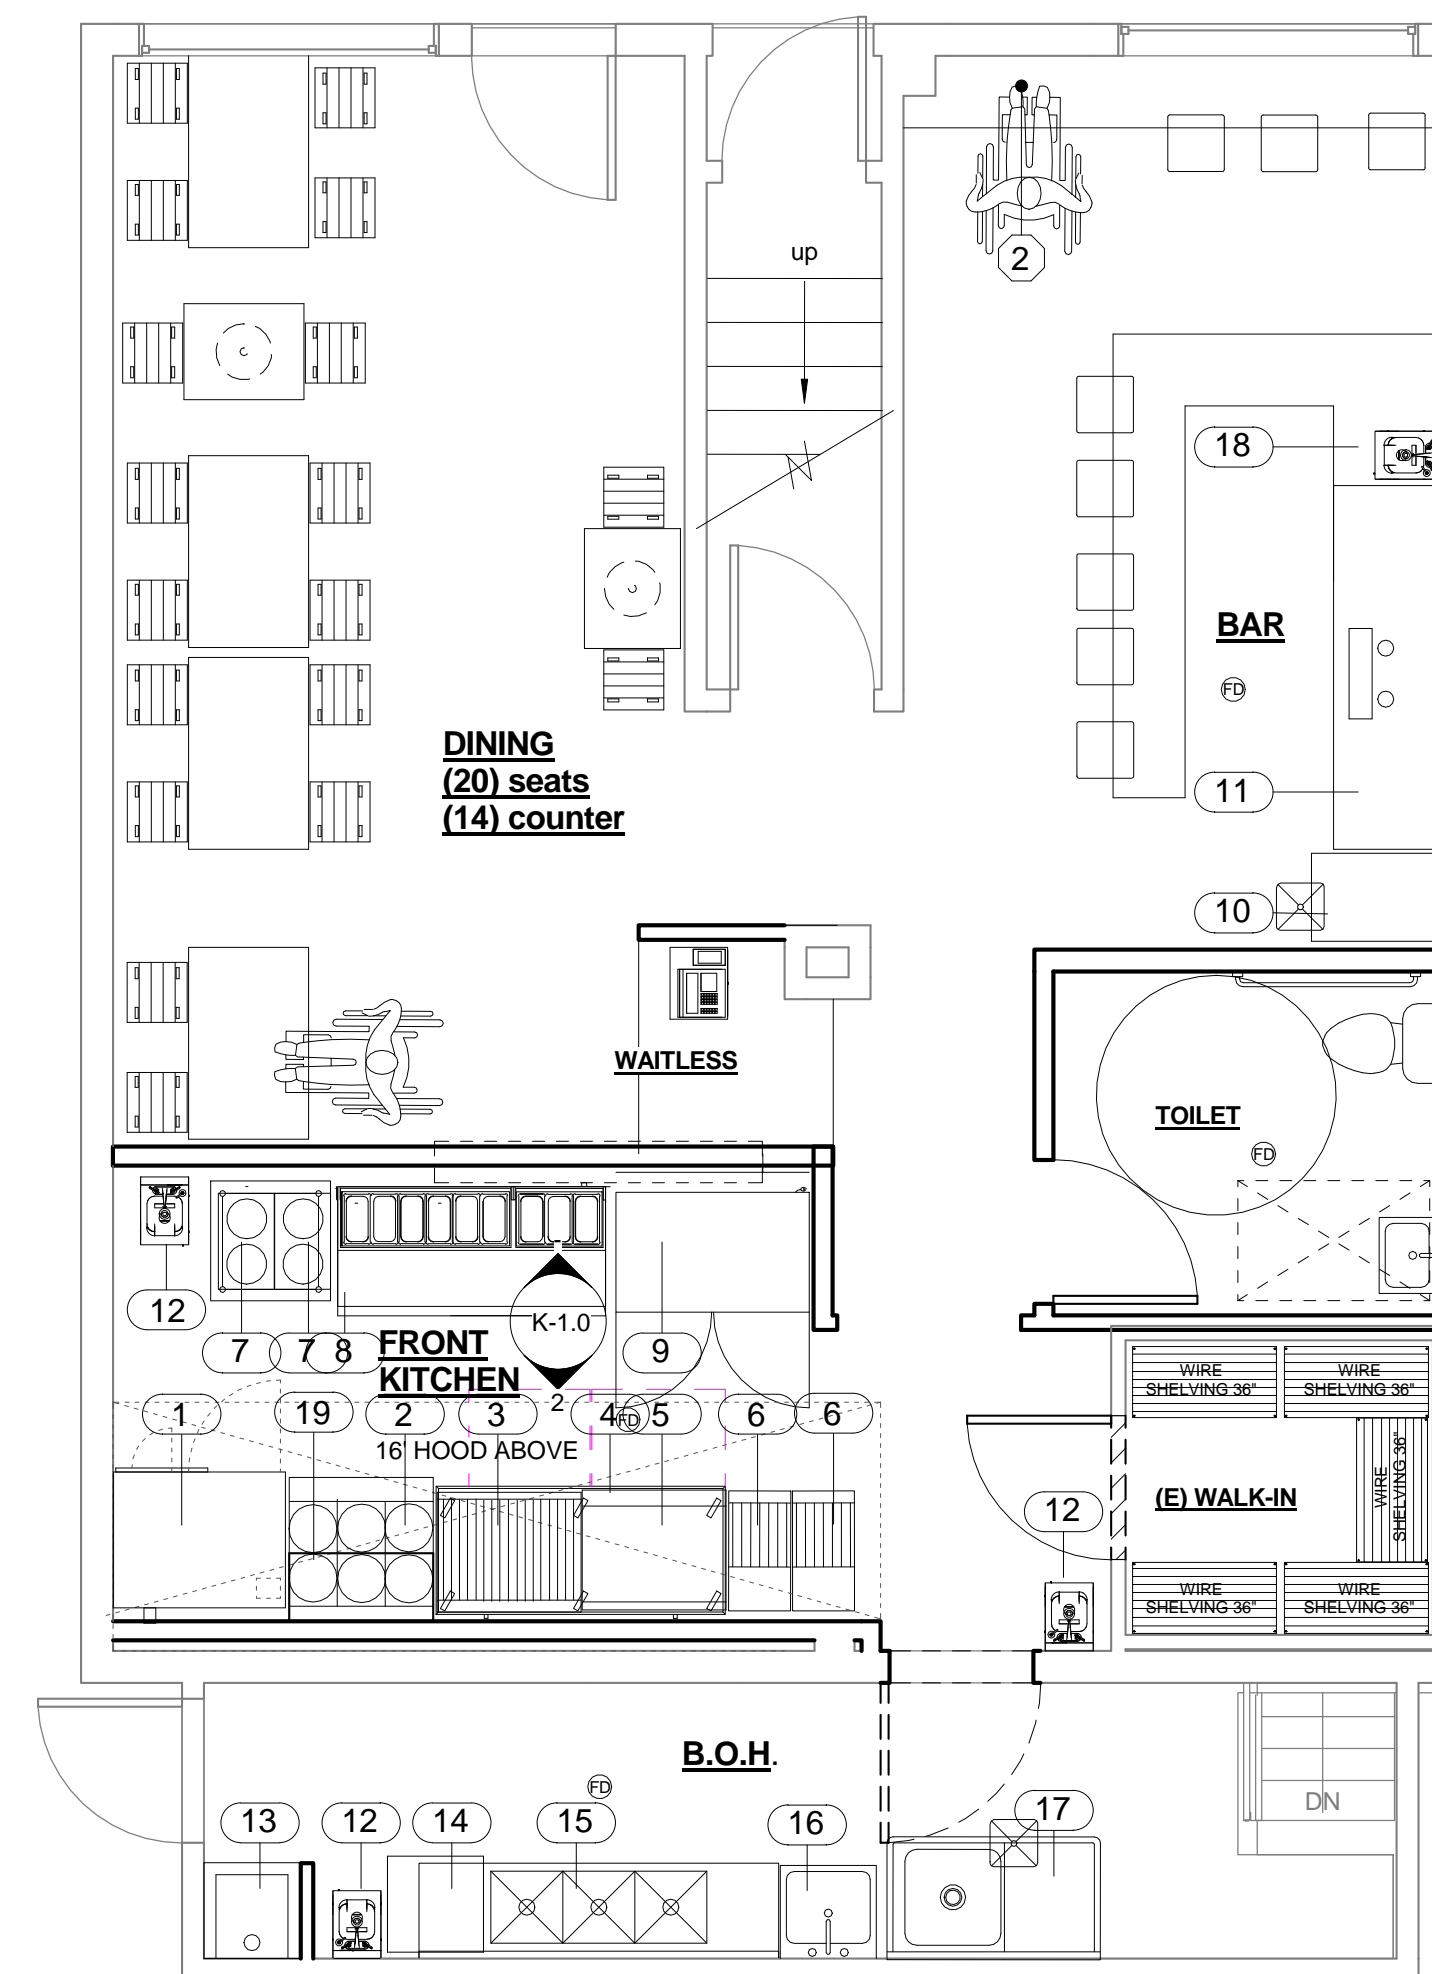 up
2
18
BAR
FD
DINING
(20) seats
(14) counter
11
10
WAITLESS
TOILET
FD
12
K-1.0
2
7
7
8
FRONT
KITCHEN
9
1
19
2
3
4
FD
5
6
6
16' HOOD ABOVE
WIRE
SHELVING 36"
WIRE
SHELVING 36"
WIRE
SHELVING 36"
(E) WALK-IN
12
WIRE
SHELVING 36"
WIRE
SHELVING 36"
B.O.H.
FD
DN
13
12
14
15
16
17